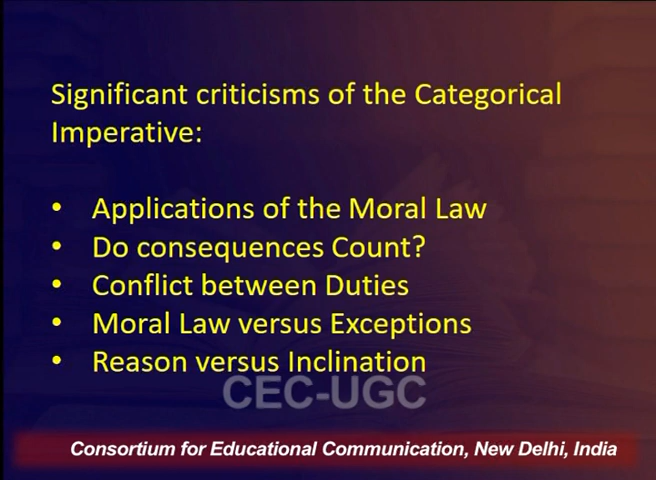 Significant criticisms of the Categorical
Imperative:
• Applications of the Moral Law
• Do consequences Count?
• Conflict between Duties
• Moral Law versus Exceptions
• Reason versus Inclination
CEC-UGC
Consortium for Educational Communication, New Delhi, India